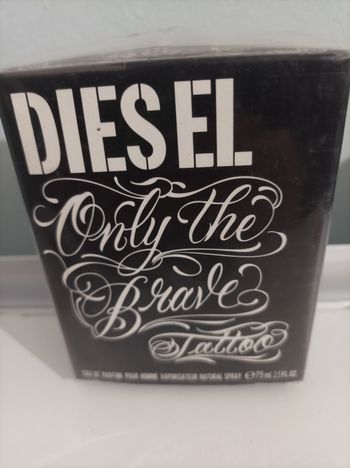 DIESEL
Only the
Brave
Tattoo
EAU DE PARFUM POUR HOMME VAPORISATEUR NATURAL SPRAY ℮75 ml 2.5 FL.OZ.